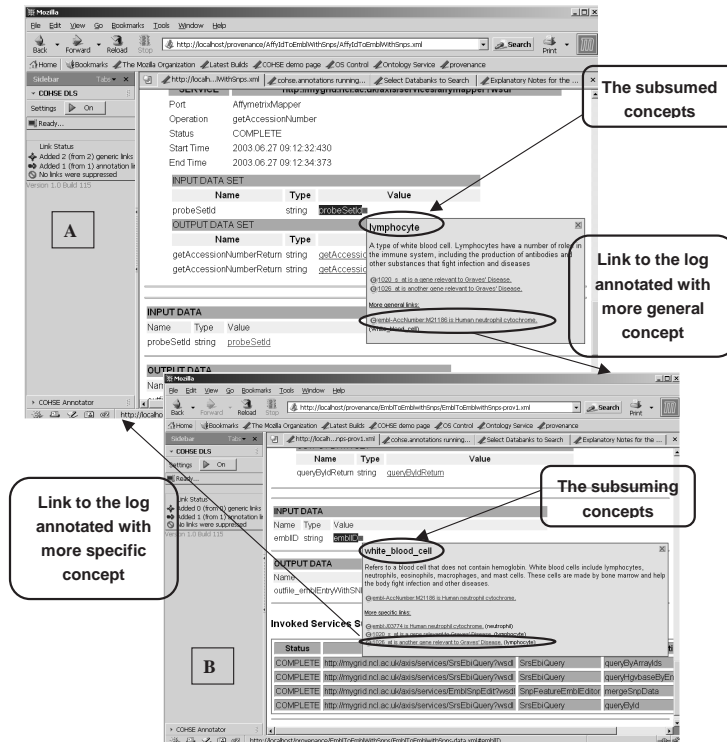 Mozilla
File Edit View Go Bookmarks Tools Window Help
Back Forward Reload Stop http://localhost/provenance/AffyIdToEmblWithSnps/AffyIdToEmblWithSnps.xml Search Print
Home Bookmarks The Mozilla Organization Latest Builds COHSE demo page OS Control Ontology Service provenance
Sidebar Tabs
http://localh...WithSnps.xml cohse.annotations running... Select Databanks to Search Explanatory Notes for the ...
COHSE DLS
Settings On
Ready...
Link Status
Added 2 (from 2) generic links
Added 1 (from 1) annotation li
No links were suppressed
Version 1.0 Build 115
A
COHSE Annotator
SERVICE
Port AffymetrixMapper
Operation getAccessionNumber
Status COMPLETE
Start Time 2003.06.27 09:12:32:430
End Time 2003.06.27 09:12:34:373
INPUT DATA SET
Name Type Value
probeSetId string probeSetId
OUTPUT DATA SET
Name Type
getAccessionNumberReturn string getAccessio
getAccessionNumberReturn string getAccessio
INPUT DATA
Name Type Value
probeSetId string probeSetId
OUTPUT DATA
lymphocyte
A type of white blood cell. Lymphocytes have a number of roles in
the immune system, including the production of antibodies and
other substances that fight infection and diseases
1020_s_at is a gene relevant to Graves' Disease.
1026_at is another gene relevant to Graves' Disease.
More general links:
embl-AccNumber:M21186 is Human neutrophil cytochrome.
(white_blood_cell)
The subsumed
concepts
Link to the log
annotated with
more general
concept
Mozilla
File Edit View Go Bookmarks Tools Window Help
Back Forward Reload Stop http://localhost/provenance/EmblToEmblWithSnps/EmblToEmblWithSnps-prov1.xml Search Print
Home Bookmarks The Mozilla Organization Latest Builds COHSE demo page OS Control Ontology Service provenance
Sidebar Tabs
http://localh...nps-prov1.xml cohse.annotations running... Select Databanks to Search Explanatory Notes for the ...
COHSE DLS
Settings On
Ready...
Link Status
Added 0 (from 0) generic links
Added 1 (from 1) annotation li
No links were suppressed
Version 1.0 Build 115
B
COHSE Annotator
Name Type Value
queryByIdReturn string queryByIdReturn
INPUT DATA
Name Type Value
emblID string emblID
OUTPUT DATA
Name
outfile_emblEntryWithSN
white_blood_cell
Refers to a blood cell that does not contain hemoglobin. White blood cells include lymphocytes,
neutrophils, eosinophils, macrophages, and mast cells. These cells are made by bone marrow and help
the body fight infection and other diseases.
embl-AccNumber:M21186 is Human neutrophil cytochrome.
More specific links:
embl:J03774 is Human neutrophil cytochrome. (neutrophil)
1020_s_at is a gene relevant to Graves' Disease. (lymphocyte)
1026_at is another gene relevant to Graves' Disease. (lymphocyte)
The subsuming
concepts
Link to the log
annotated with
more specific
concept
Invoked Services S
Status
COMPLETE http://mygrid.ncl.ac.uk/axis/services/SrsEbiQuery?wsdl SrsEbiQuery queryByArrayIds
COMPLETE http://mygrid.ncl.ac.uk/axis/services/SrsEbiQuery?wsdl SrsEbiQuery queryHgvbaseByEn
COMPLETE http://mygrid.ncl.ac.uk/axis/services/EmblSnpEdit?wsdl SnpFeatureEmblEditor mergeSnpData
COMPLETE http://mygrid.ncl.ac.uk/axis/services/SrsEbiQuery?wsdl SrsEbiQuery queryById